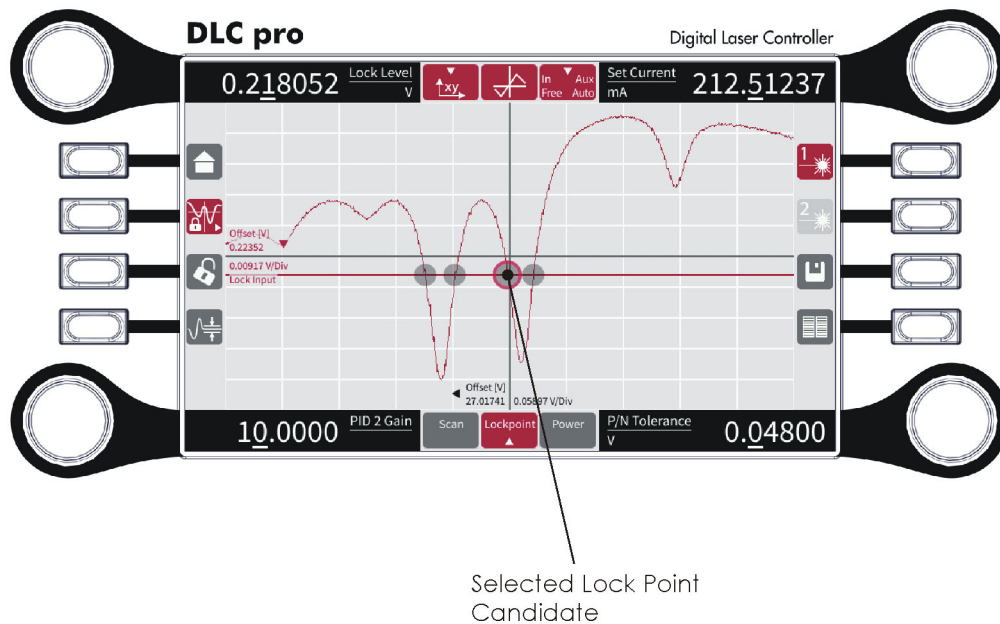 DLC pro
Digital Laser Controller
0.218052 Lock Level V
xy
In Aux
Free Auto
Set Current mA 212.51237
1
2
Offset [V]
0.22352
0.00917 V/Div
Lock Input
Offset [V]
27.01741 0.05897 V/Div
10.0000 PID 2 Gain
Scan
Lockpoint
Power
P/N Tolerance V 0.04800
Selected Lock Point
Candidate